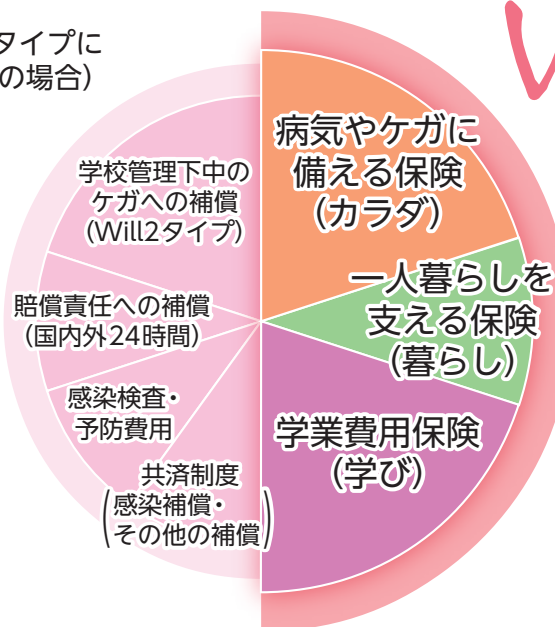 タイプに
の場合）
学校管理下中の
ケガへの補償
(Will2タイプ)
賠償責任への補償
(国内外24時間)
感染検査・
予防費用
共済制度
(感染補償・
その他の補償)
病気やケガに
備える保険
(カラダ)
一人暮らしを
支える保険
(暮らし)
学業費用保険
(学び)